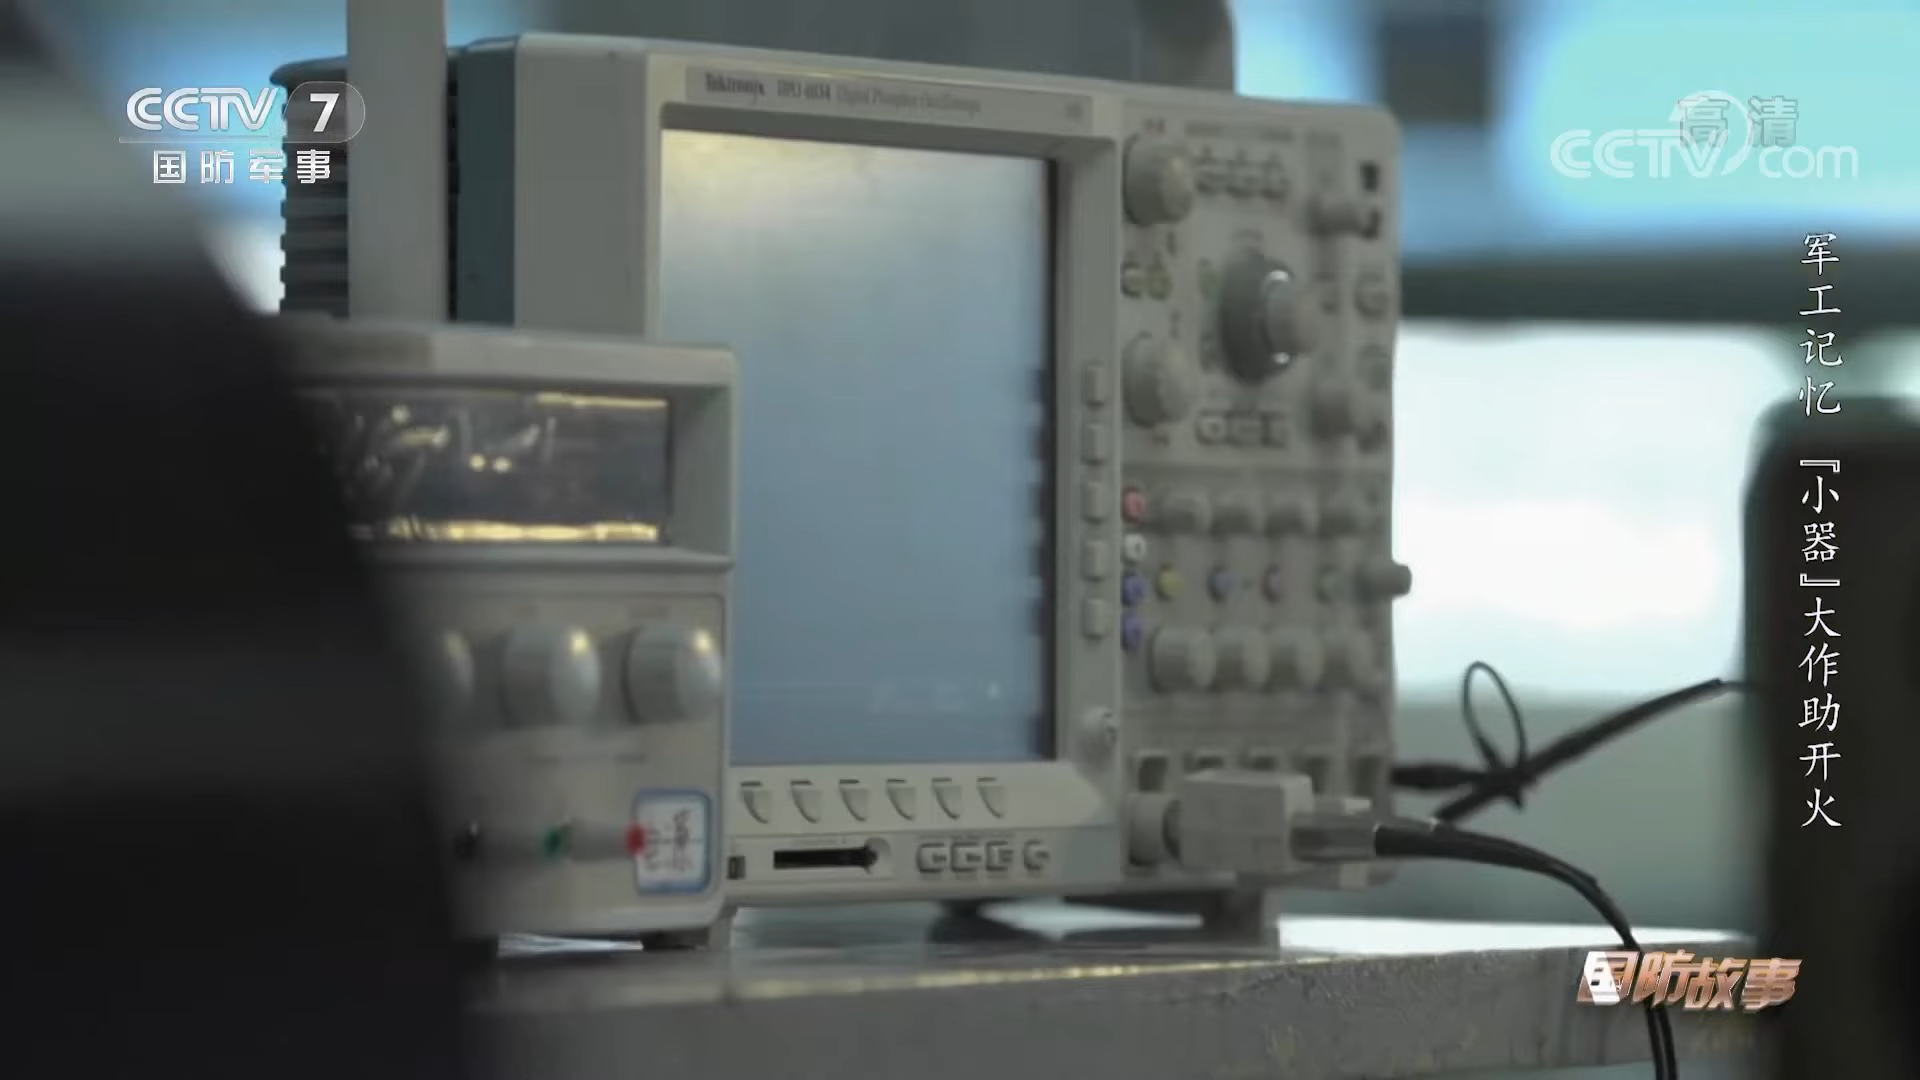 CCTV 7
国防军事
高清
CCTV.com
Tektronix
军工记忆『小器』大作助开火
国防故事